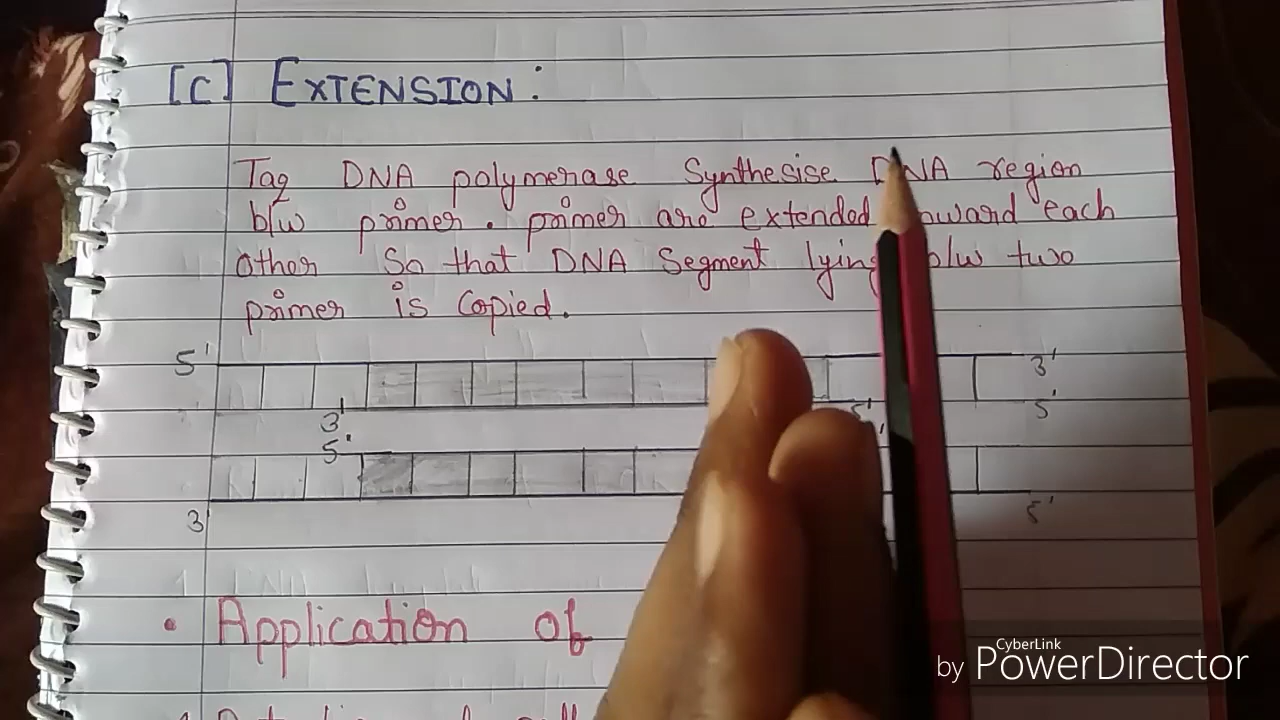 [C] EXTENSION:
Taq DNA polymerase Synthesise DNA region
b/w primer. primer are extended toward each
other So that DNA Segment lying b/w two
primer is Copied.
5' 3'
3' 5' 5'
5'
3 5'
• Application of
CyberLink
by PowerDirector